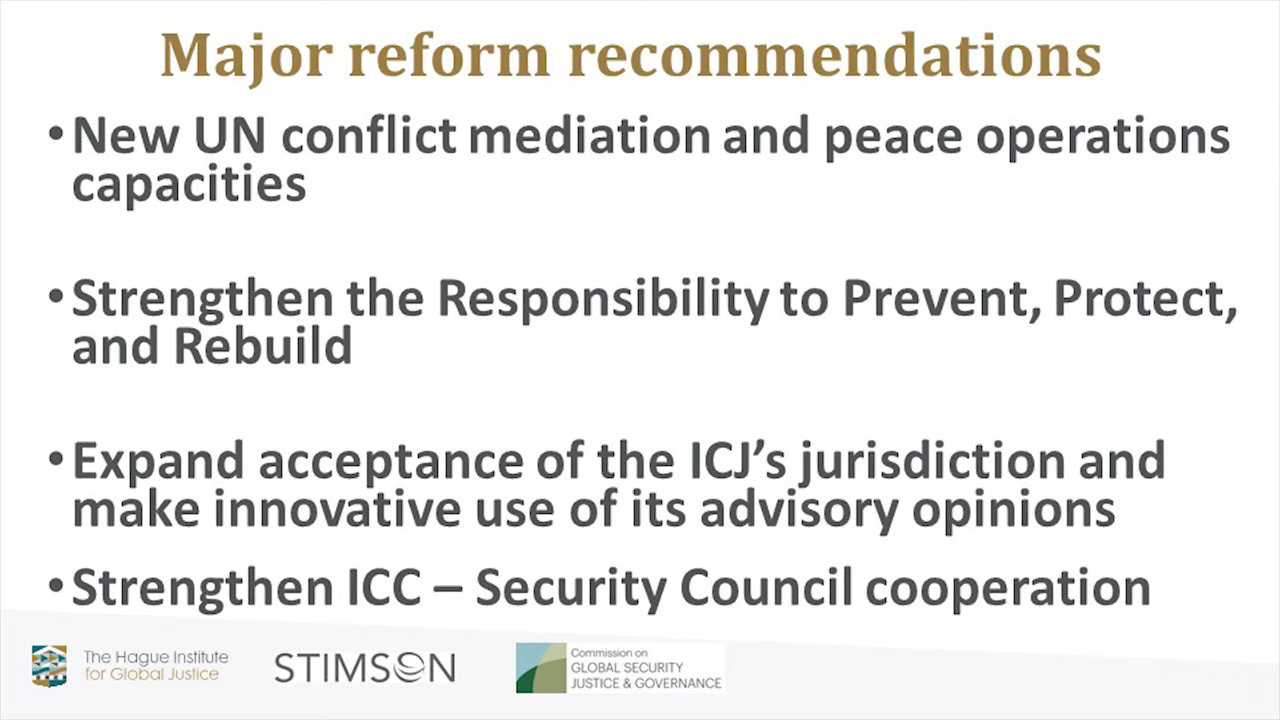 Major reform recommendations
• New UN conflict mediation and peace operations
capacities
• Strengthen the Responsibility to Prevent, Protect,
and Rebuild
• Expand acceptance of the ICJ’s jurisdiction and
make innovative use of its advisory opinions
• Strengthen ICC – Security Council cooperation
The Hague Institute
for Global Justice
STIMSON
Commission on
GLOBAL SECURITY
JUSTICE & GOVERNANCE